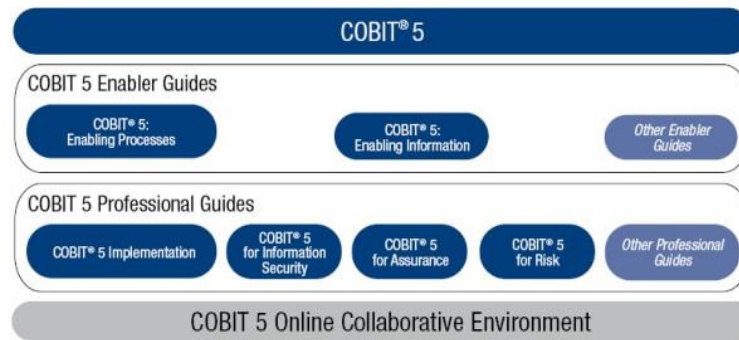 COBIT® 5
COBIT 5 Enabler Guides
COBIT® 5:
Enabling Processes
COBIT® 5:
Enabling Information
Other Enabler
Guides
COBIT 5 Professional Guides
COBIT® 5 Implementation
COBIT® 5
for Information
Security
COBIT® 5
for Assurance
COBIT® 5
for Risk
Other Professional
Guides
COBIT 5 Online Collaborative Environment